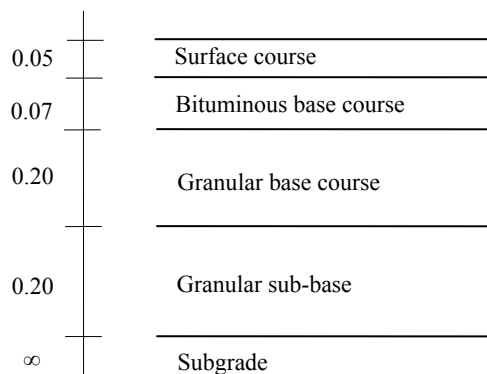 0.05 Surface course
0.07 Bituminous base course
0.20 Granular base course
0.20 Granular sub-base
∞ Subgrade